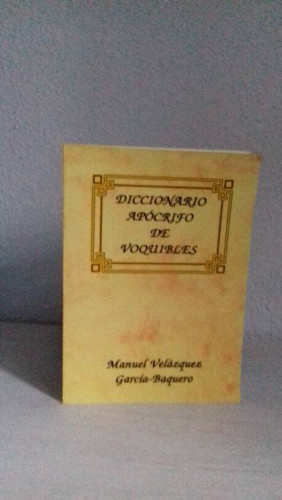 DICCIONARIO
APÓCRIFO
DE
VOQUIBLES
Manuel Velázquez
García-Baquero